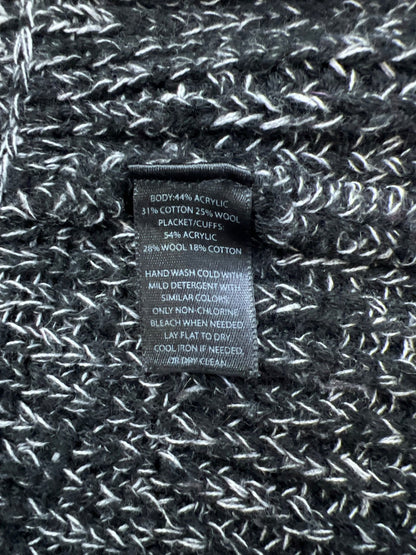 BODY:44% ACRYLIC
31% COTTON 25% WOOL
PLACKET/CUFFS:
54% ACRYLIC
28% WOOL 18% COTTON
HAND WASH COLD WITH
MILD DETERGENT WITH
SIMILAR COLORS.
ONLY NON-CHLORINE
BLEACH WHEN NEEDED.
LAY FLAT TO DRY.
COOL IRON IF NEEDED.
OR DRY CLEAN.